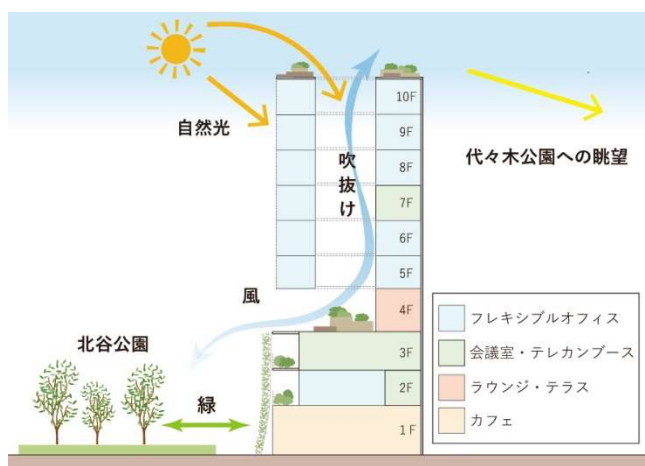 自然光
吹抜け
10F
9F
8F
7F
6F
5F
4F
3F
2F
1F
代々木公園への眺望
風
北谷公園
緑
フレキシブルオフィス
会議室・テレカンブース
ラウンジ・テラス
カフェ